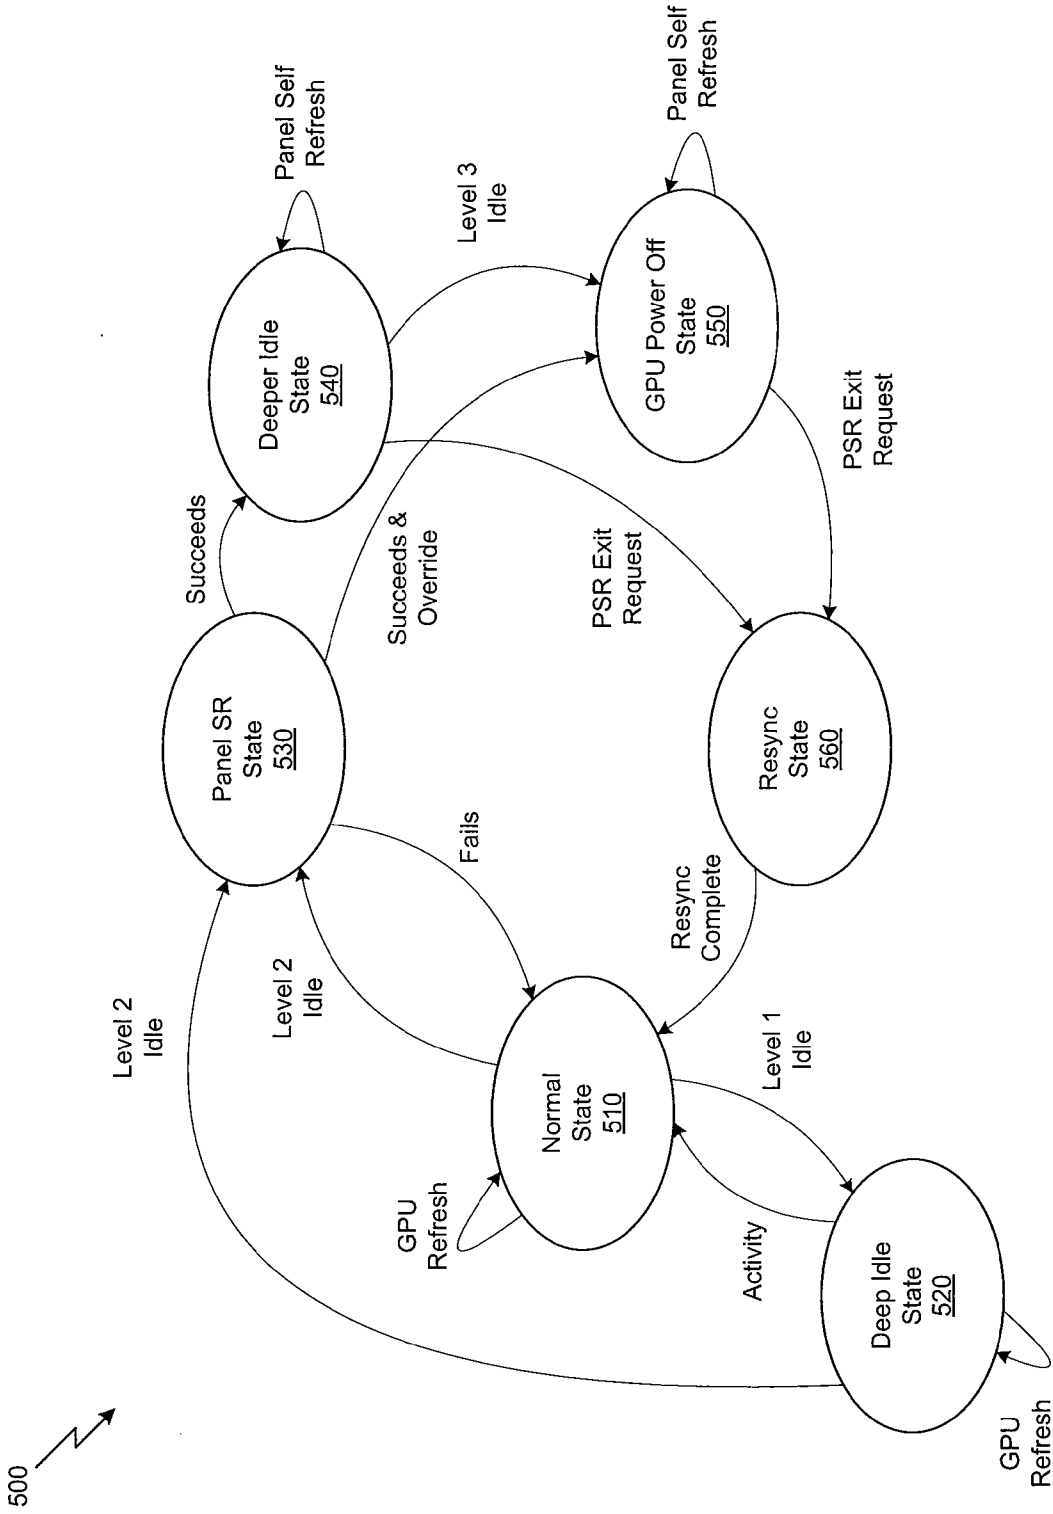 500
Level 2
Idle
Panel SR
State
530
Succeeds
Deeper Idle
State
540
Panel Self
Refresh
Level 2
Idle
Fails
Succeeds &
Override
Level 3
Idle
GPU
Refresh
Normal
State
510
Resync
Complete
PSR Exit
Request
GPU Power Off
State
550
Panel Self
Refresh
Activity
Level 1
Idle
Resync
State
560
PSR Exit
Request
Deep Idle
State
520
GPU
Refresh